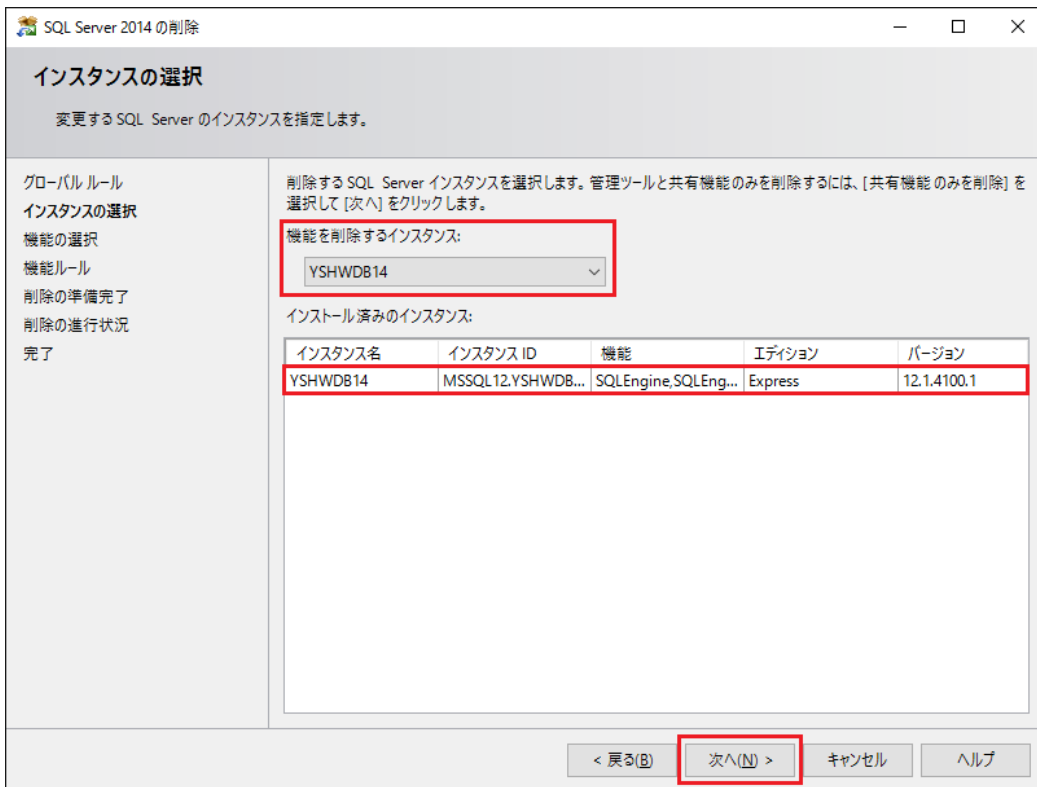 SQL Server 2014 の削除
インスタンスの選択
変更する SQL Server のインスタンスを指定します。
グローバル ルール
インスタンスの選択
機能の選択
機能ルール
削除の準備完了
削除の進行状況
完了
削除する SQL Server インスタンスを選択します。管理ツールと共有機能のみを削除するには、[共有機能のみを削除] を
選択して [次へ] をクリックします。
機能を削除するインスタンス:
YSHWDB14
インストール済みのインスタンス:
インスタンス名 インスタンス ID 機能 エディション バージョン
YSHWDB14 MSSQL12.YSHWDB... SQLEngine,SQLEng... Express 12.1.4100.1
< 戻る(B) 次へ(N) > キャンセル ヘルプ